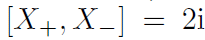 [X₊, X₋] = 2i